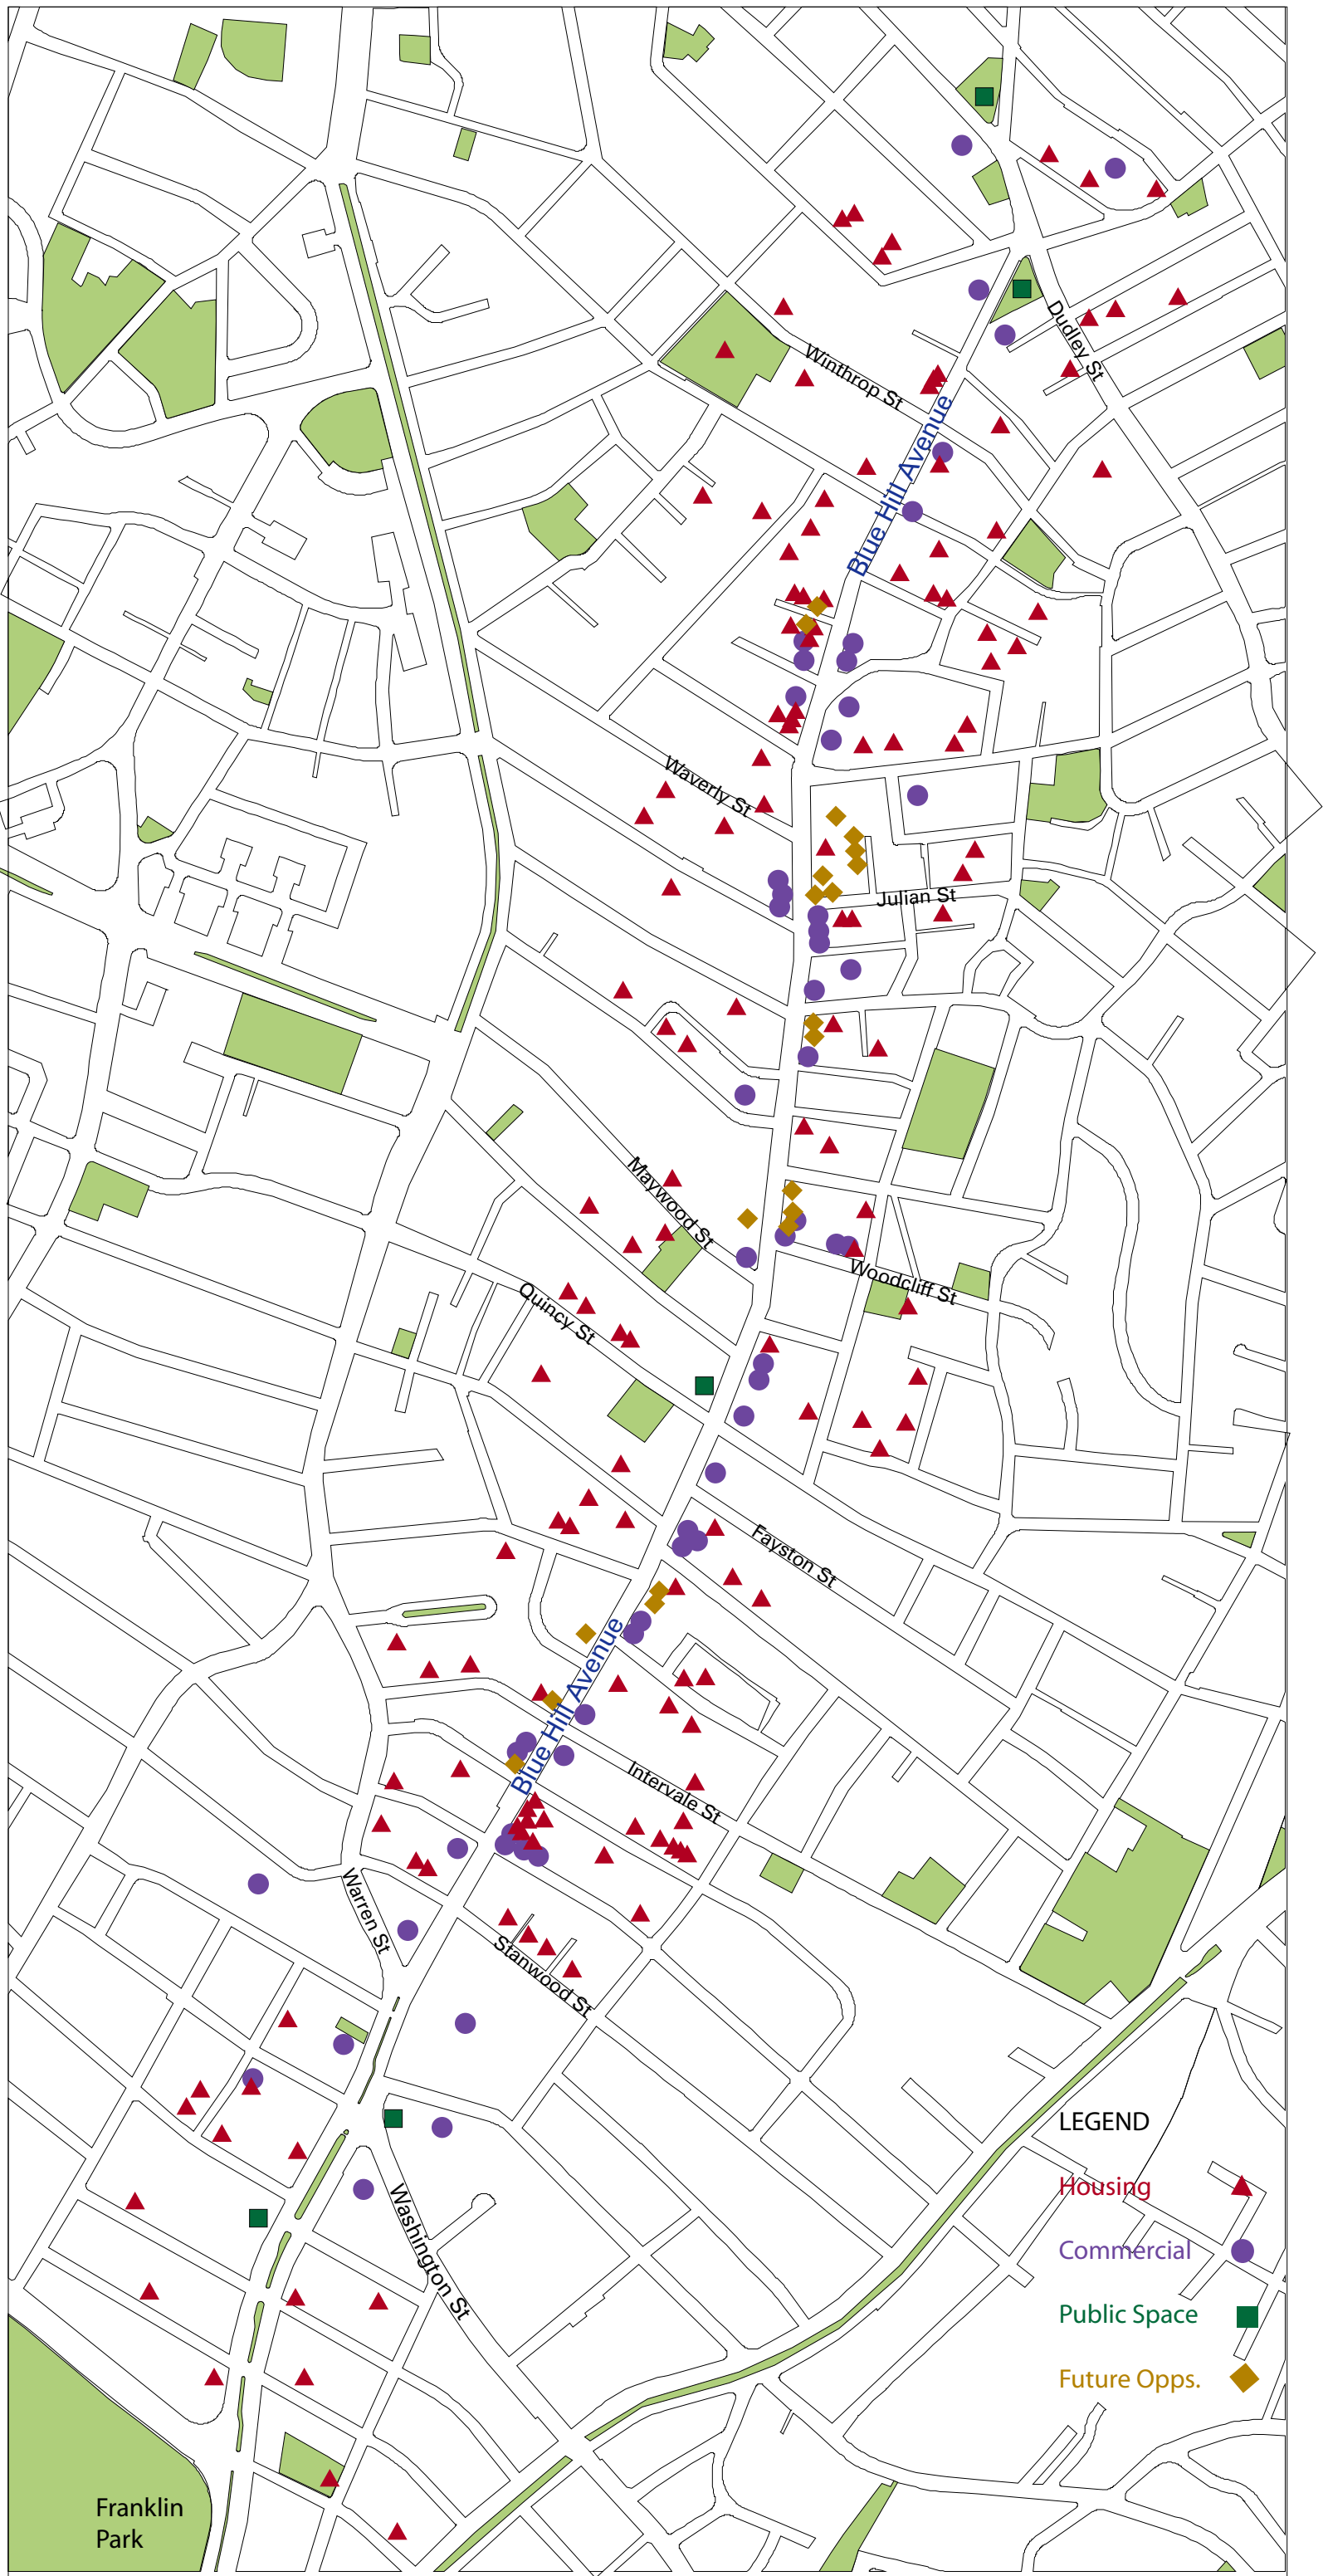 Dudley St
Winthrop St
Blue Hill Avenue
Waverly St
Julian St
Maywood St
Woodcliff St
Quincy St
Fayston St
Blue Hill Avenue
Intervale St
Warren St
Stanwood St
Washington St
LEGEND
Housing
Commercial
Public Space
Future Opps.
Franklin
Park